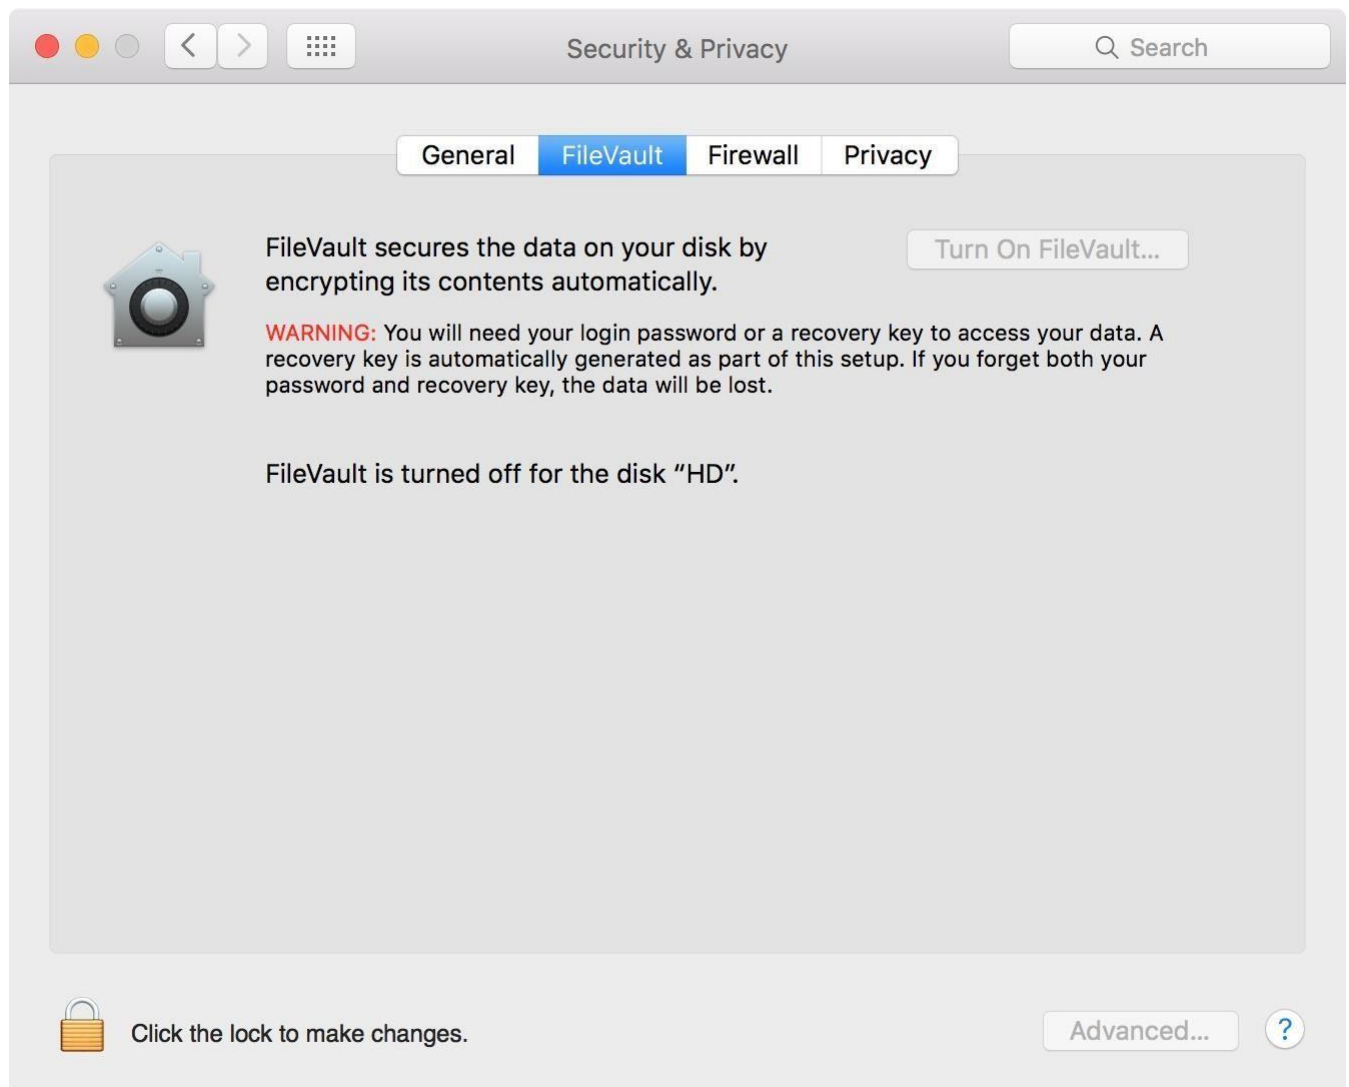 Security & Privacy
Search
General
FileVault
Firewall
Privacy
FileVault secures the data on your disk by
encrypting its contents automatically.
Turn On FileVault...
WARNING: You will need your login password or a recovery key to access your data. A
recovery key is automatically generated as part of this setup. If you forget both your
password and recovery key, the data will be lost.
FileVault is turned off for the disk “HD”.
Click the lock to make changes.
Advanced...
?